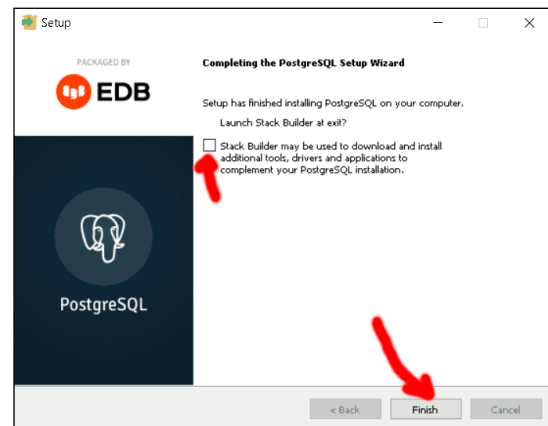 Setup
PACKAGED BY
EDB
PostgreSQL
Completing the PostgreSQL Setup Wizard
Setup has finished installing PostgreSQL on your computer.
Launch Stack Builder at exit?
Stack Builder may be used to download and install
additional tools, drivers and applications to
complement your PostgreSQL installation.
< Back
Finish
Cancel